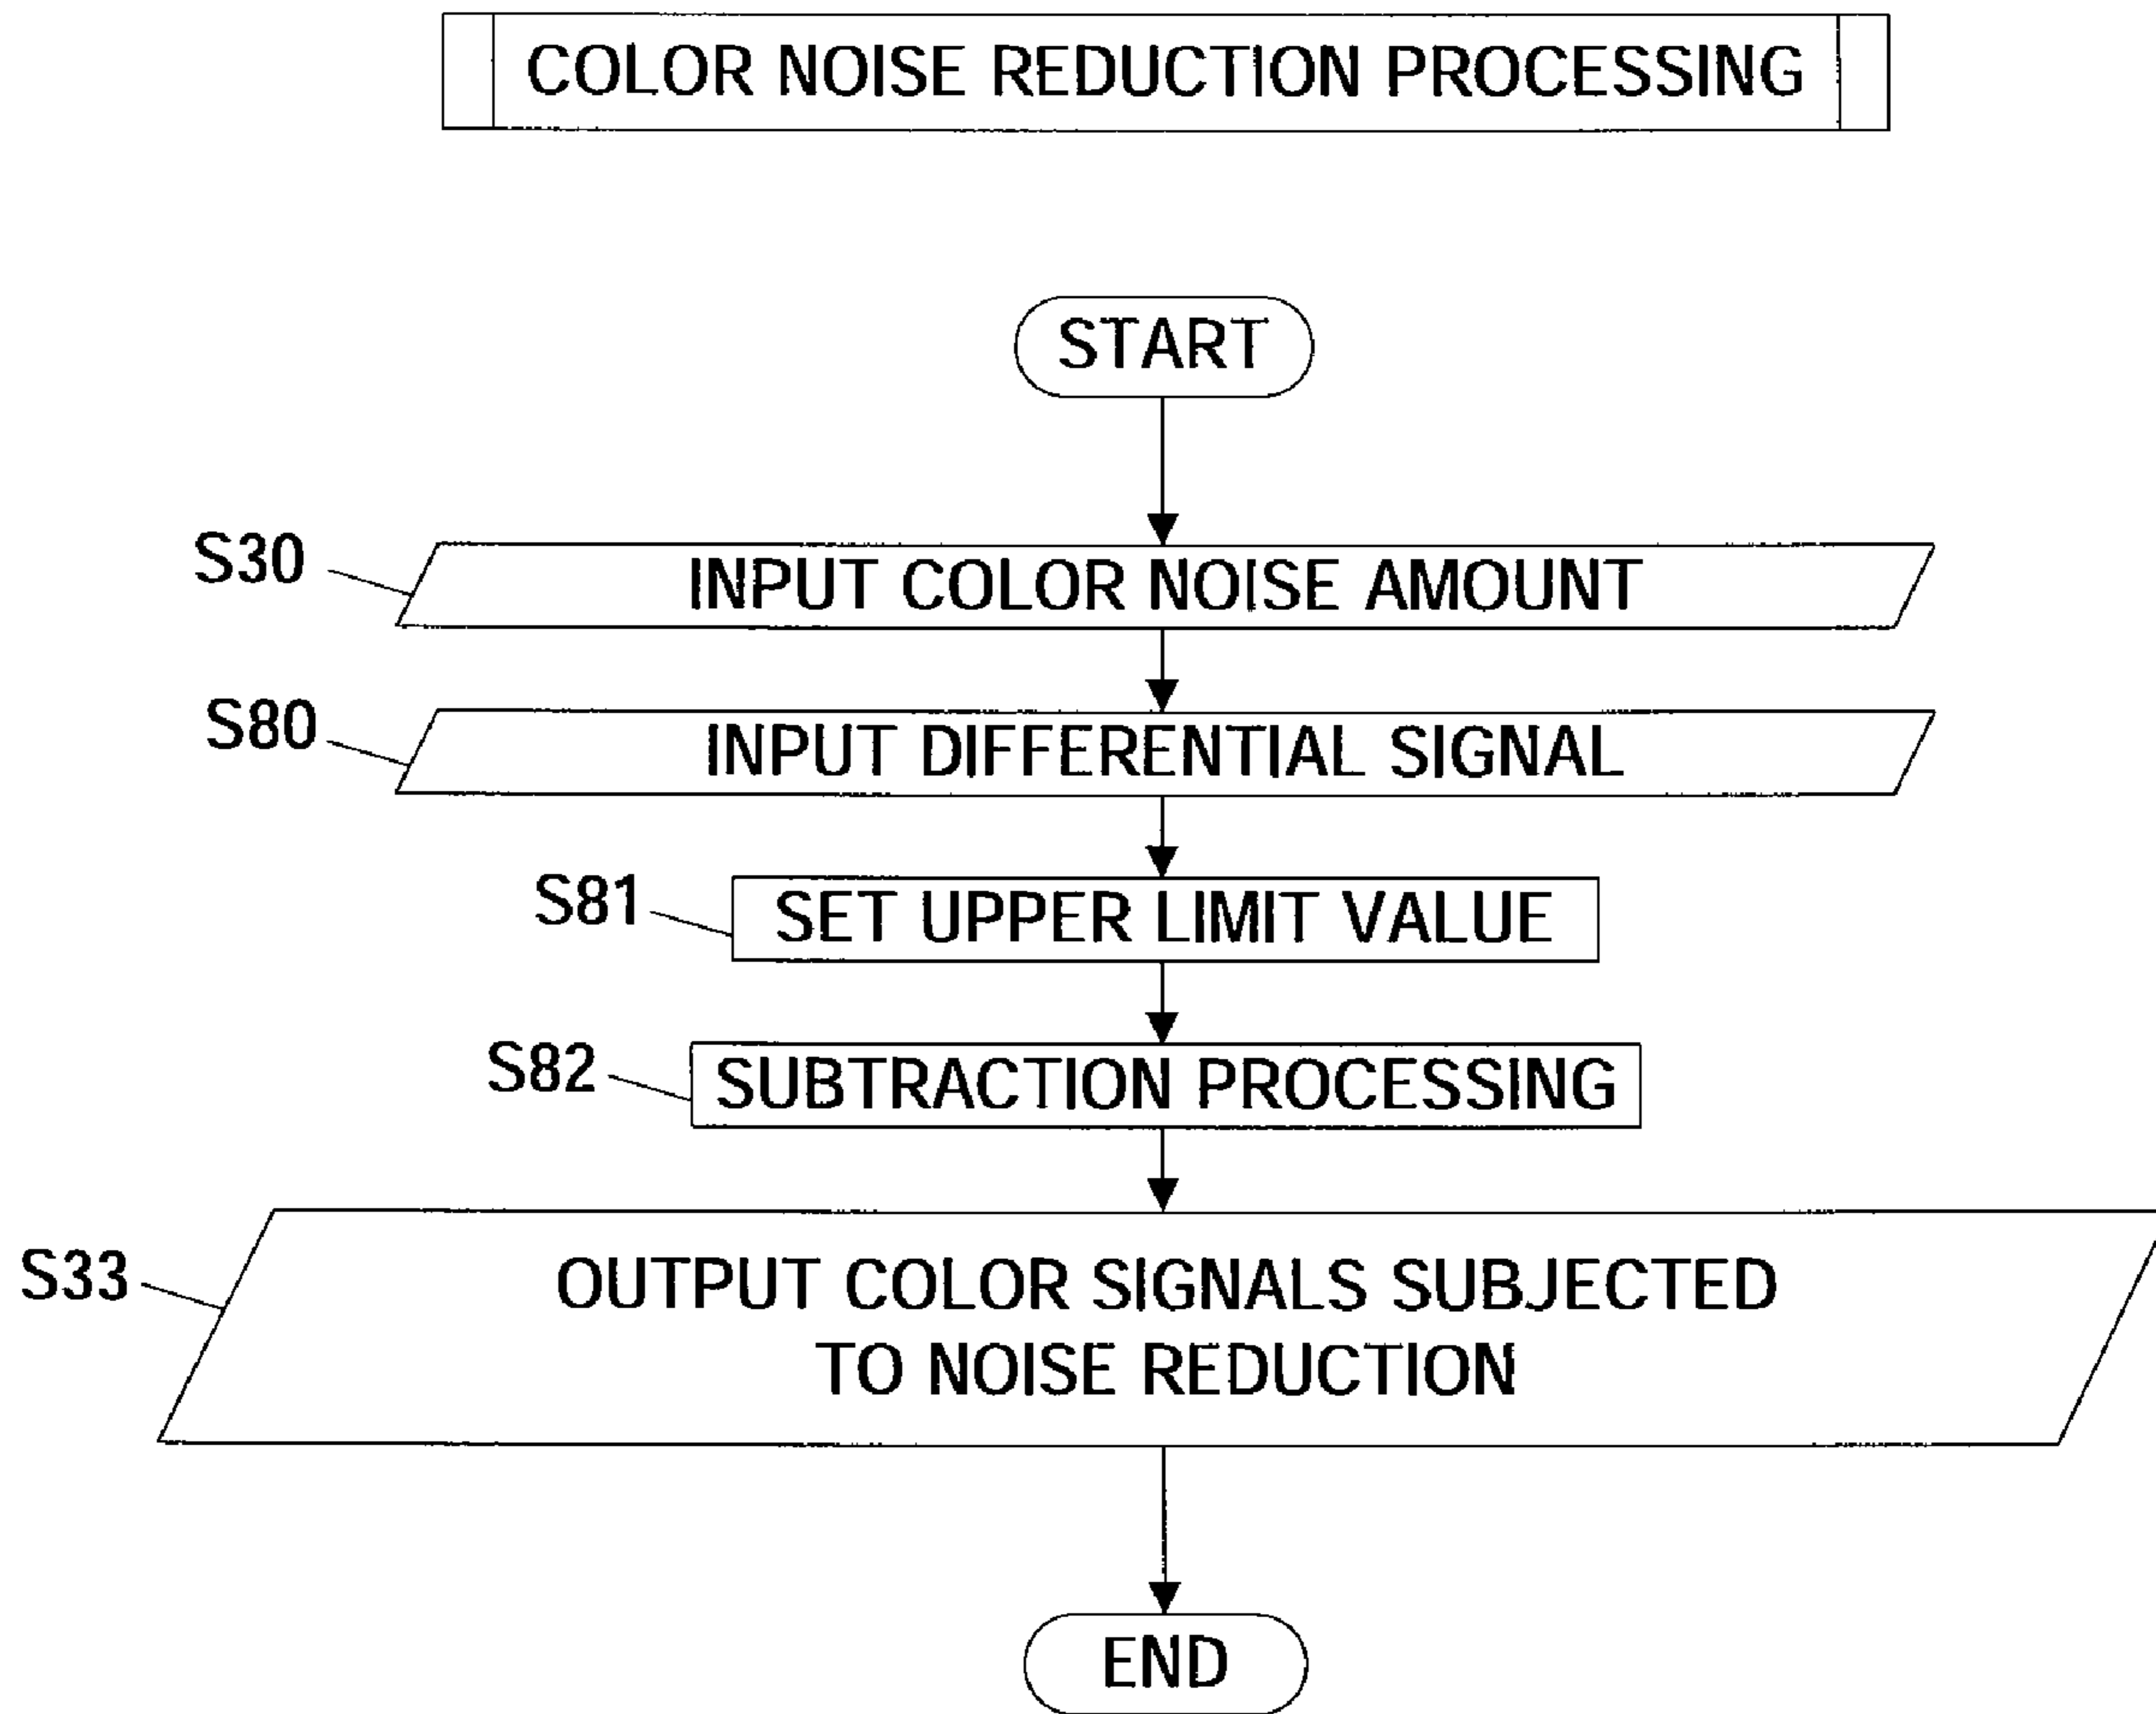 COLOR NOISE REDUCTION PROCESSING
START
S30
INPUT COLOR NOISE AMOUNT
S80
INPUT DIFFERENTIAL SIGNAL
S81
SET UPPER LIMIT VALUE
S82
SUBTRACTION PROCESSING
S33
OUTPUT COLOR SIGNALS SUBJECTED
TO NOISE REDUCTION
END